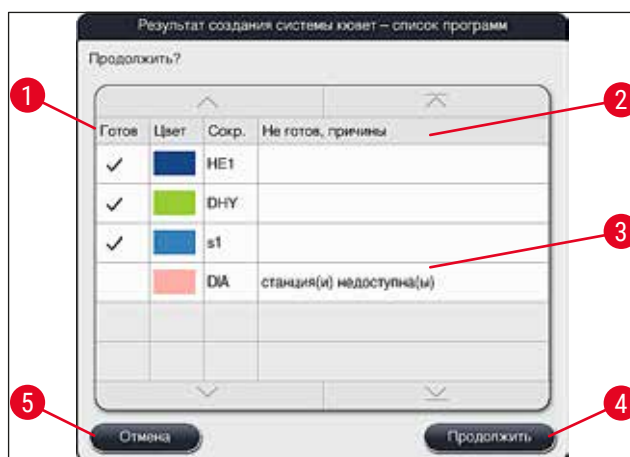 Результат создания системы кювет – список программ
Продолжить?
1
2
Готов Цвет Сокр. Не готов, причины
HE1
DHY
3
s1
DIA станция(и) недоступна(ы)
5
4
Отмена Продолжить